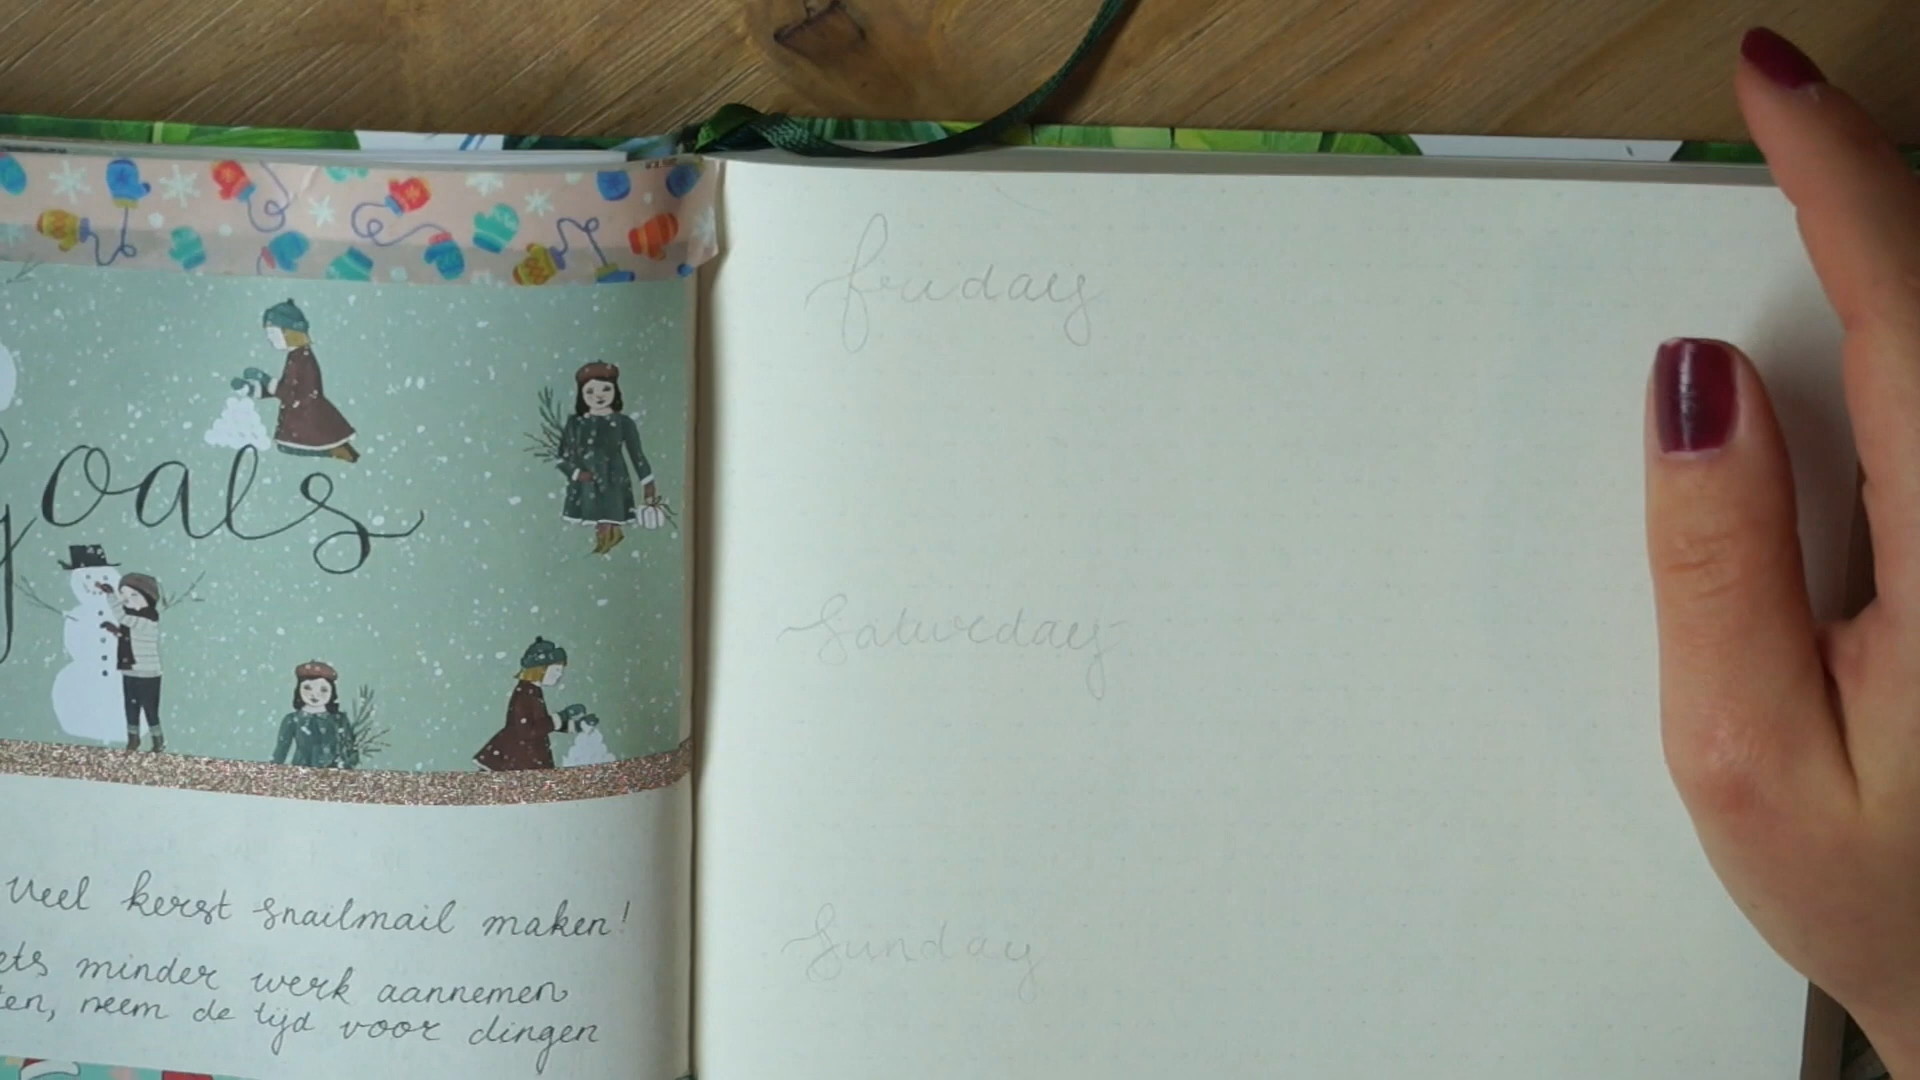 goals
veel kerst snailmail maken!
minder werk aannemen
neem de tijd voor dingen
friday
saturday
sunday